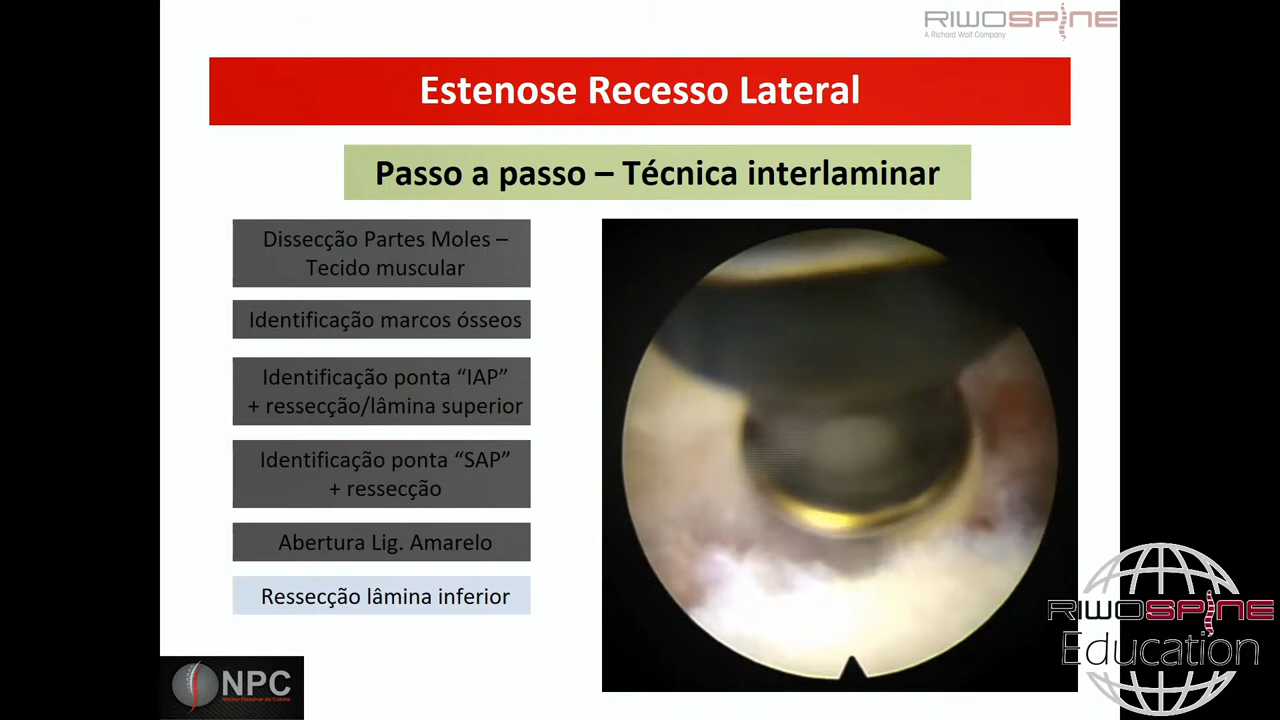 RIWOSPINE
A Richard Wolf Company
Estenose Recesso Lateral
Passo a passo – Técnica interlaminar
Dissecção Partes Moles –
Tecido muscular
Identificação marcos ósseos
Identificação ponta “IAP”
+ ressecção/lâmina superior
Identificação ponta “SAP”
+ ressecção
Abertura Lig. Amarelo
Ressecção lâmina inferior
NPC
RIWOSPINE
Education